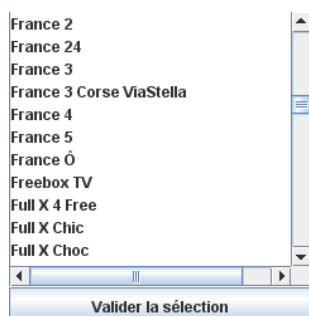 France 2
France 24
France 3
France 3 Corse ViaStella
France 4
France 5
France Ô
Freebox TV
Full X 4 Free
Full X Chic
Full X Choc
Valider la sélection